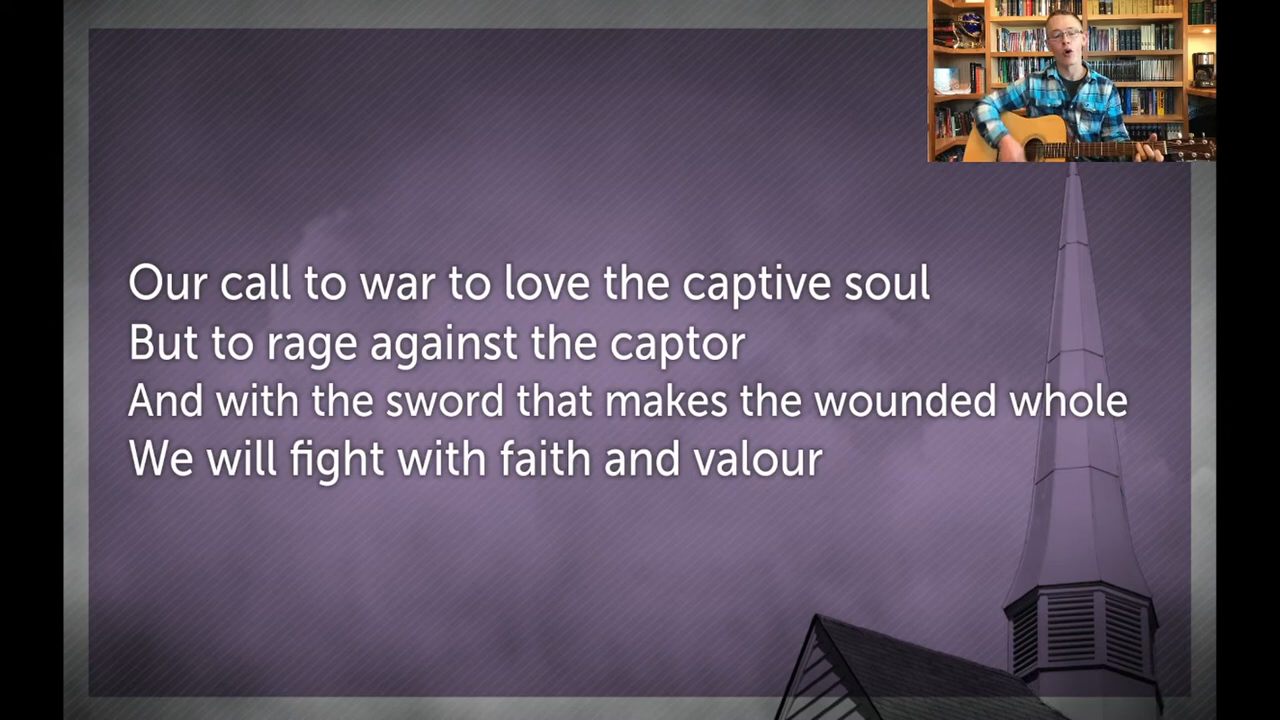 Our call to war to love the captive soul
But to rage against the captor
And with the sword that makes the wounded whole
We will fight with faith and valour